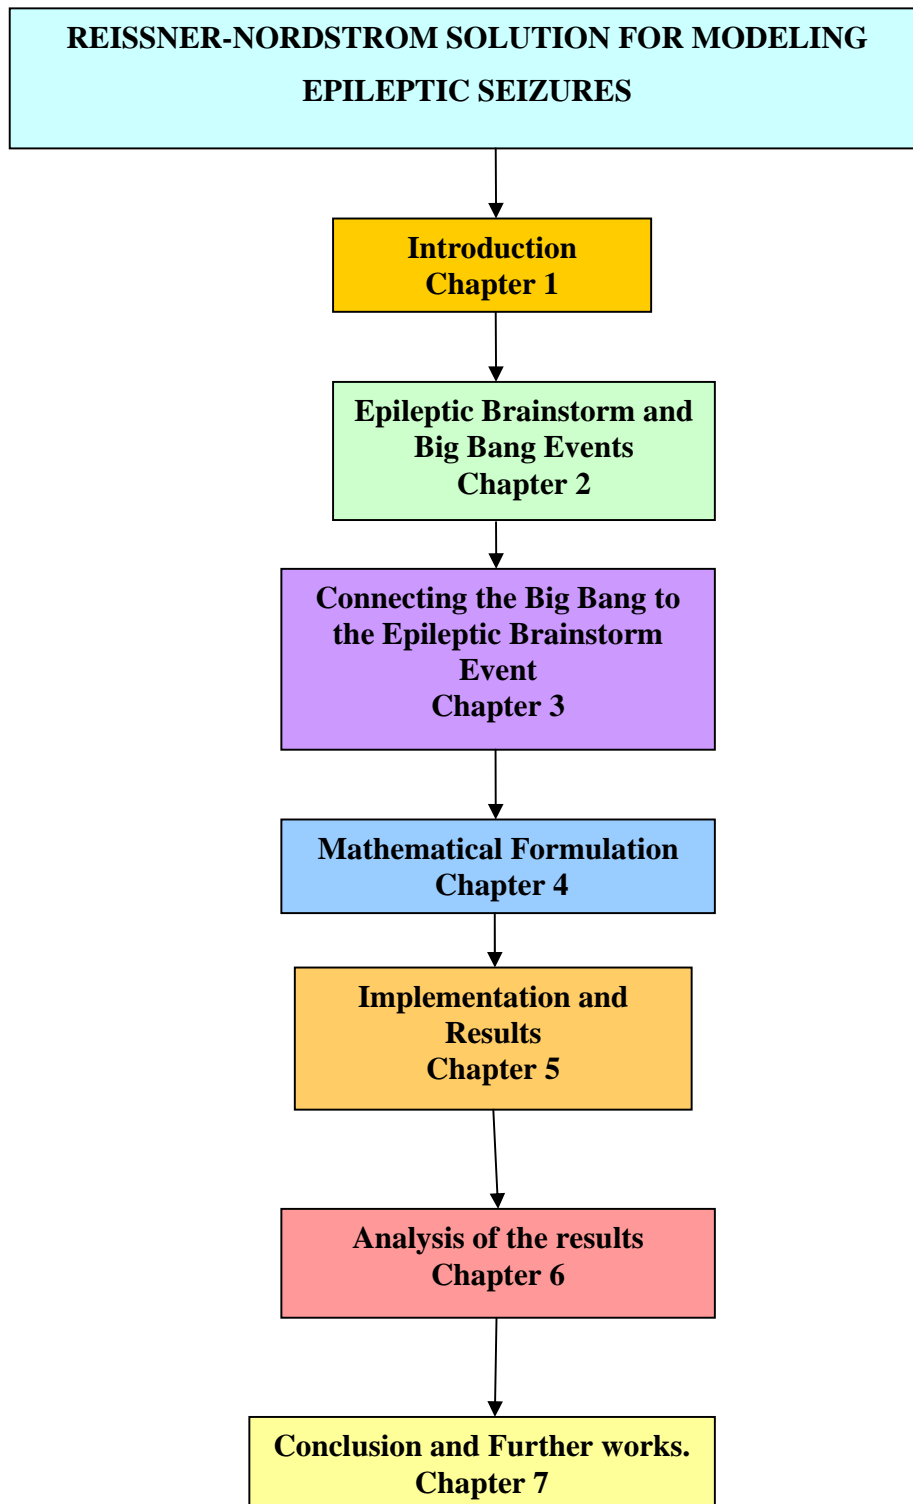 REISSNER-NORDSTROM SOLUTION FOR MODELING
EPILEPTIC SEIZURES
Introduction
Chapter 1
Epileptic Brainstorm and
Big Bang Events
Chapter 2
Connecting the Big Bang to
the Epileptic Brainstorm
Event
Chapter 3
Mathematical Formulation
Chapter 4
Implementation and
Results
Chapter 5
Analysis of the results
Chapter 6
Conclusion and Further works.
Chapter 7